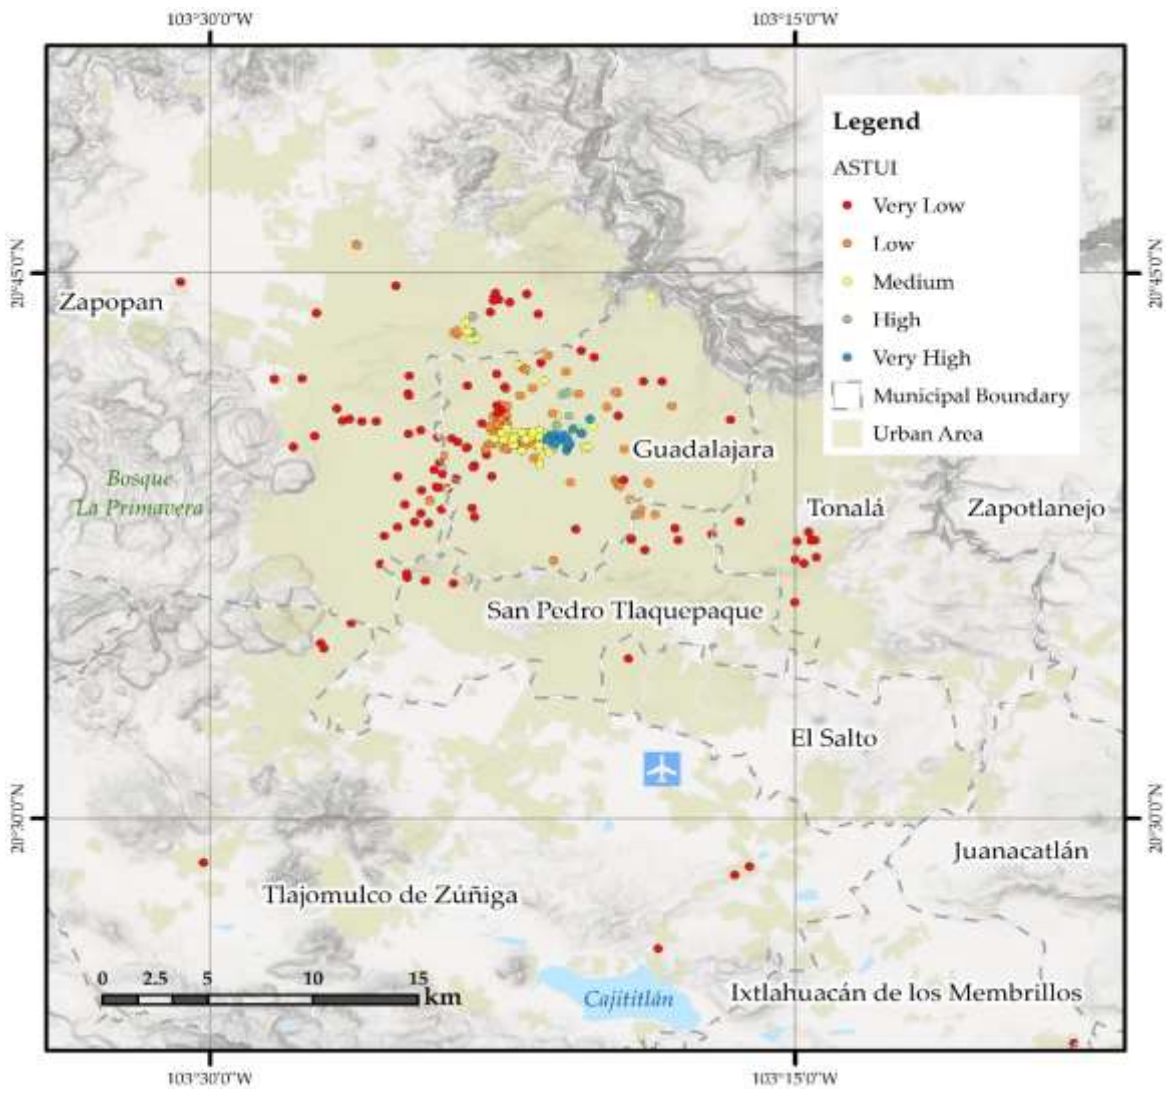 103°30'0"W 103°15'0"W
Legend
ASTUI
Very Low
Low
Medium
High
Very High
Municipal Boundary
Urban Area
20°45'0"N 20°45'0"N
Zapopan
Guadalajara
Bosque
La Primavera
Tonalá
Zapotlanejo
San Pedro Tlaquepaque
El Salto
20°30'0"N 20°30'0"N
Juanacatlán
Tlajomulco de Zúñiga
0 2.5 5 10 15
km
Cajititlán
Ixtlahuacán de los Membrillos
103°30'0"W 103°15'0"W